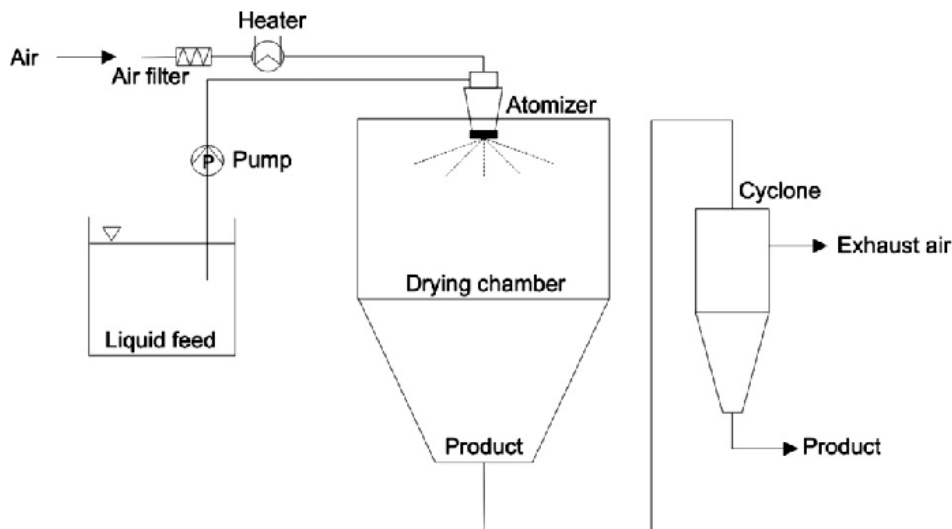 Heater
Air
Air filter
Atomizer
P
Pump
Cyclone
Exhaust air
Drying chamber
Liquid feed
Product
Product